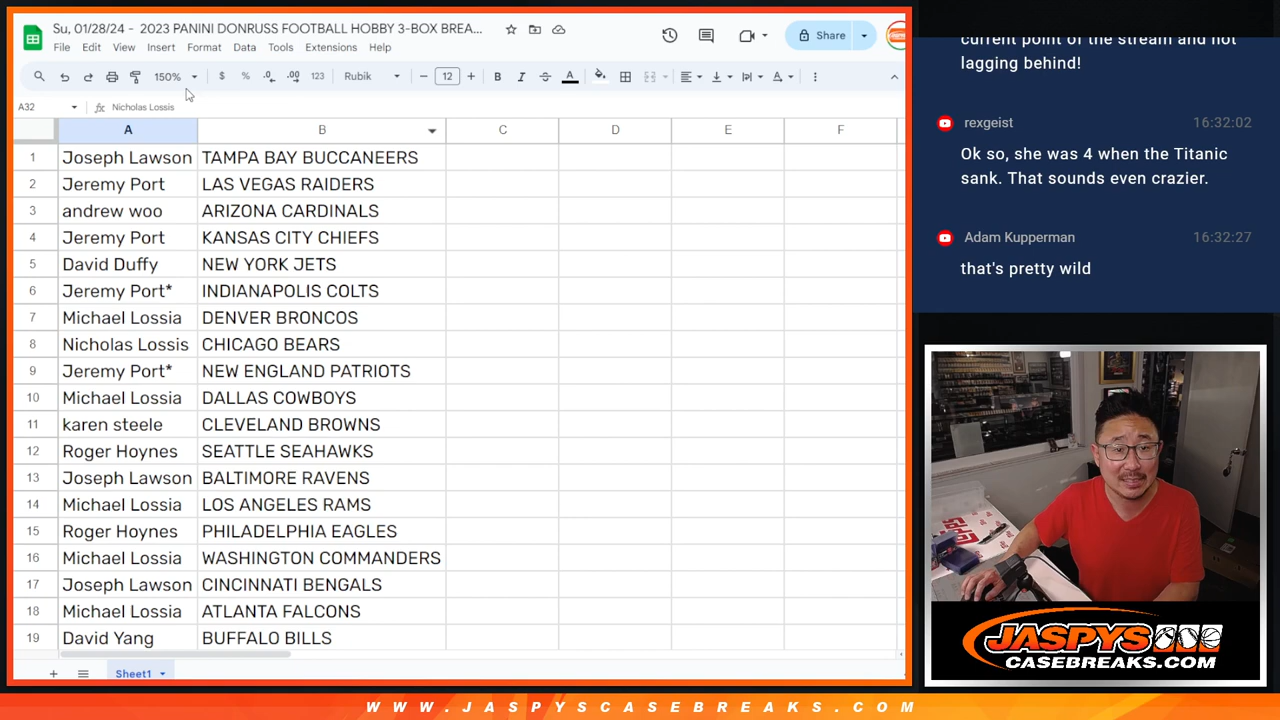 Su, 01/28/24 - 2023 PANINI DONRUSS FOOTBALL HOBBY 3-BOX BREA...
File Edit View Insert Format Data Tools Extensions Help
Share
150% $ % .0 .00 123 Rubik 12 B I A
A32 fx Nicholas Lossis
A B C D E F
1 Joseph Lawson TAMPA BAY BUCCANEERS
2 Jeremy Port LAS VEGAS RAIDERS
3 andrew woo ARIZONA CARDINALS
4 Jeremy Port KANSAS CITY CHIEFS
5 David Duffy NEW YORK JETS
6 Jeremy Port* INDIANAPOLIS COLTS
7 Michael Lossia DENVER BRONCOS
8 Nicholas Lossis CHICAGO BEARS
9 Jeremy Port* NEW ENGLAND PATRIOTS
10 Michael Lossia DALLAS COWBOYS
11 karen steele CLEVELAND BROWNS
12 Roger Hoynes SEATTLE SEAHAWKS
13 Joseph Lawson BALTIMORE RAVENS
14 Michael Lossia LOS ANGELES RAMS
15 Roger Hoynes PHILADELPHIA EAGLES
16 Michael Lossia WASHINGTON COMMANDERS
17 Joseph Lawson CINCINNATI BENGALS
18 Michael Lossia ATLANTA FALCONS
19 David Yang BUFFALO BILLS
Sheet1
current point of the stream and not
lagging behind!
rexgeist 16:32:02
Ok so, she was 4 when the Titanic
sank. That sounds even crazier.
Adam Kupperman 16:32:27
that's pretty wild
JASPYS
CASEBREAKS.COM
WWW.JASPYSCASEBREAKS.COM